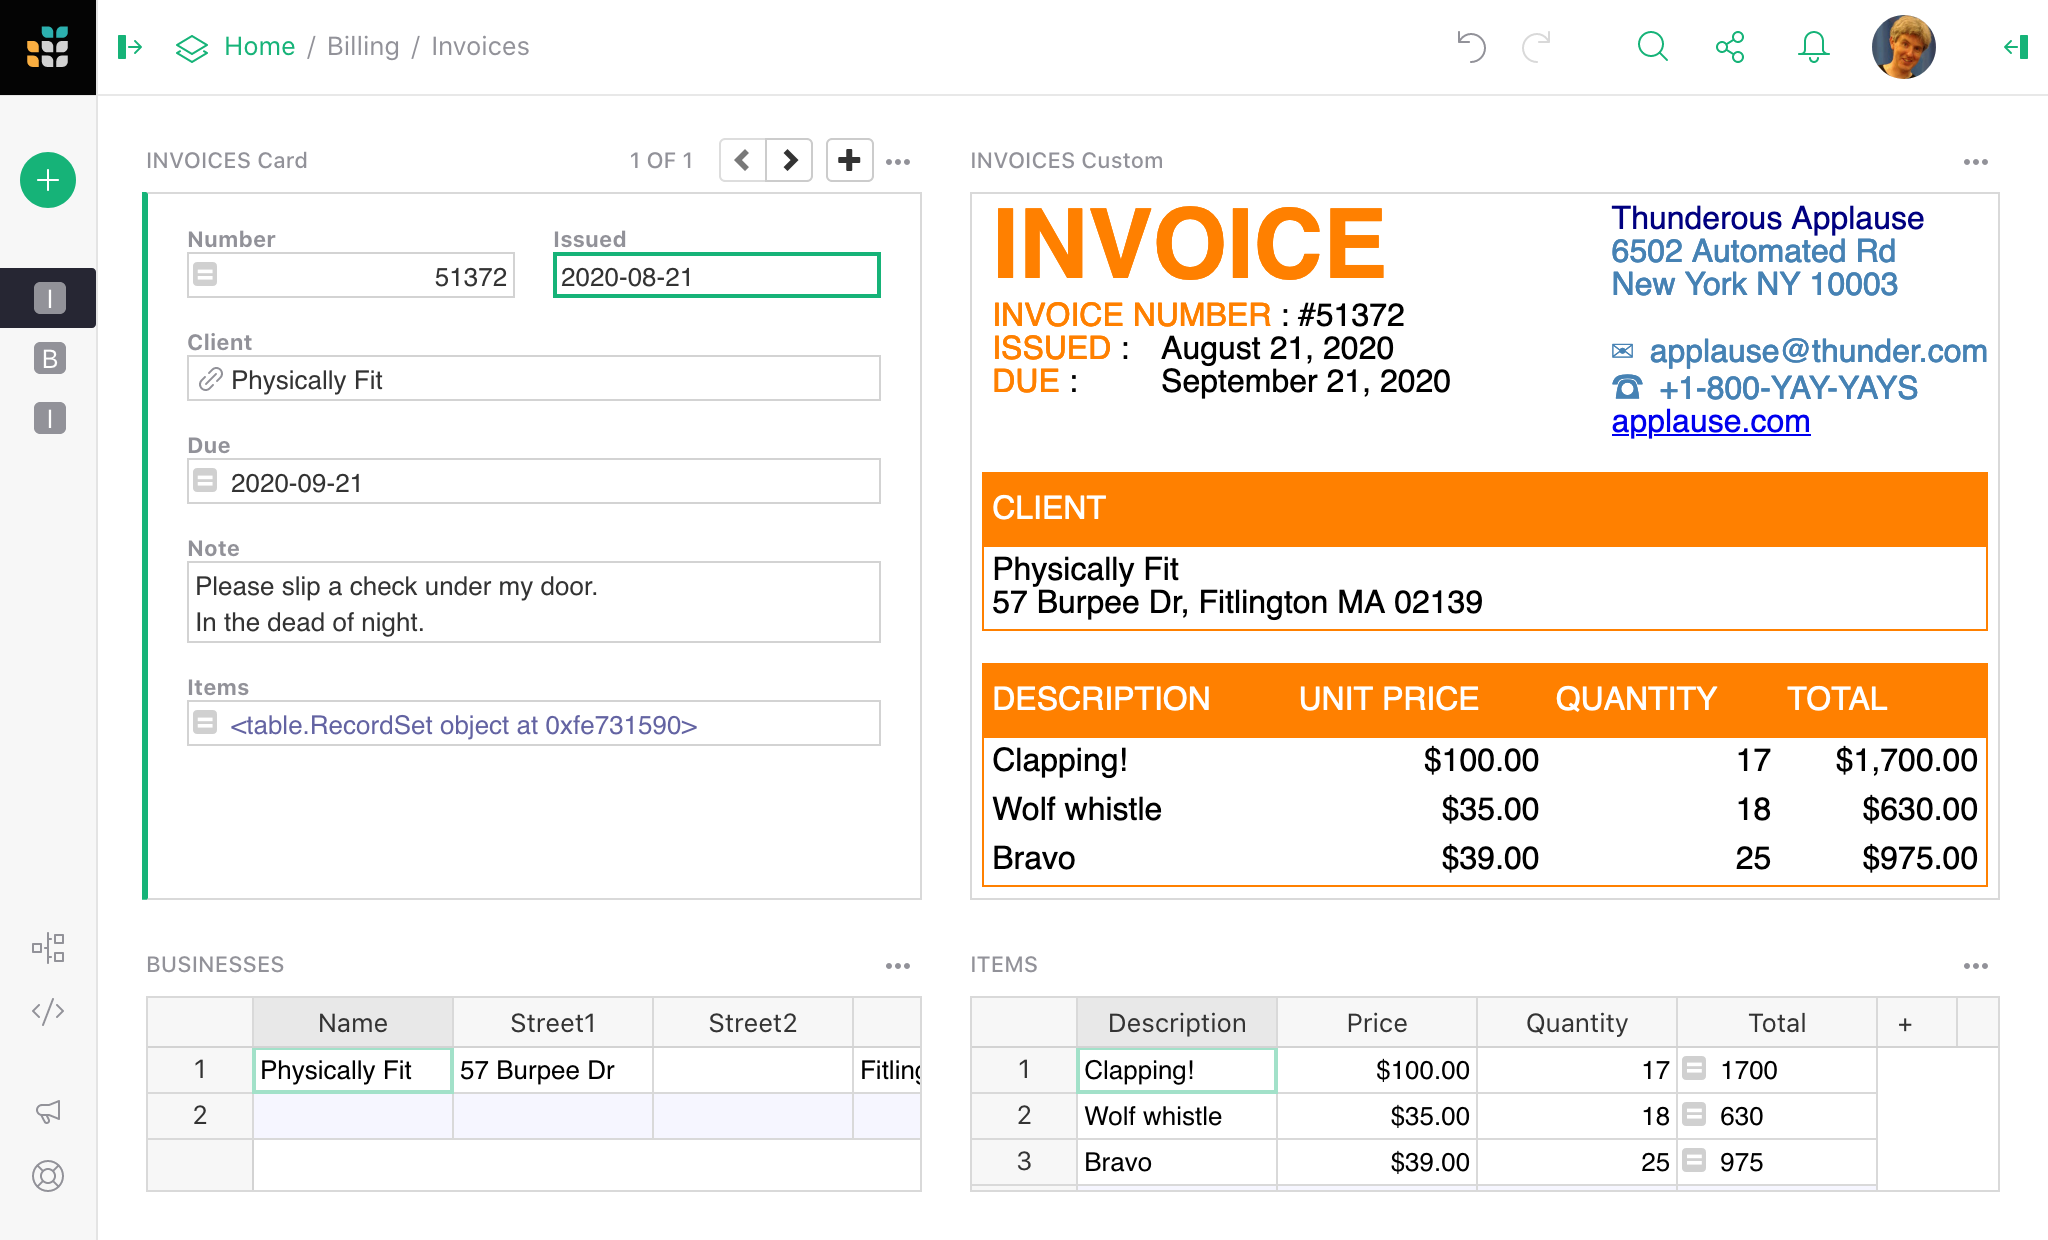 Home / Billing / Invoices
INVOICES Card
1 OF 1
Number
51372
Issued
2020-08-21
Client
Physically Fit
Due
2020-09-21
Note
Please slip a check under my door.
In the dead of night.
Items
<table.RecordSet object at 0xfe731590>
INVOICES Custom
INVOICE
INVOICE NUMBER : #51372
ISSUED : August 21, 2020
DUE : September 21, 2020
Thunderous Applause
6502 Automated Rd
New York NY 10003
✉ applause@thunder.com
☎ +1-800-YAY-YAYS
applause.com
CLIENT
Physically Fit
57 Burpee Dr, Fitlington MA 02139
DESCRIPTION UNIT PRICE QUANTITY TOTAL
Clapping! $100.00 17 $1,700.00
Wolf whistle $35.00 18 $630.00
Bravo $39.00 25 $975.00
I
B
I
BUSINESSES
Name Street1 Street2
1 Physically Fit 57 Burpee Dr Fitling
2
ITEMS
Description Price Quantity Total +
1 Clapping! $100.00 17 = 1700
2 Wolf whistle $35.00 18 = 630
3 Bravo $39.00 25 = 975